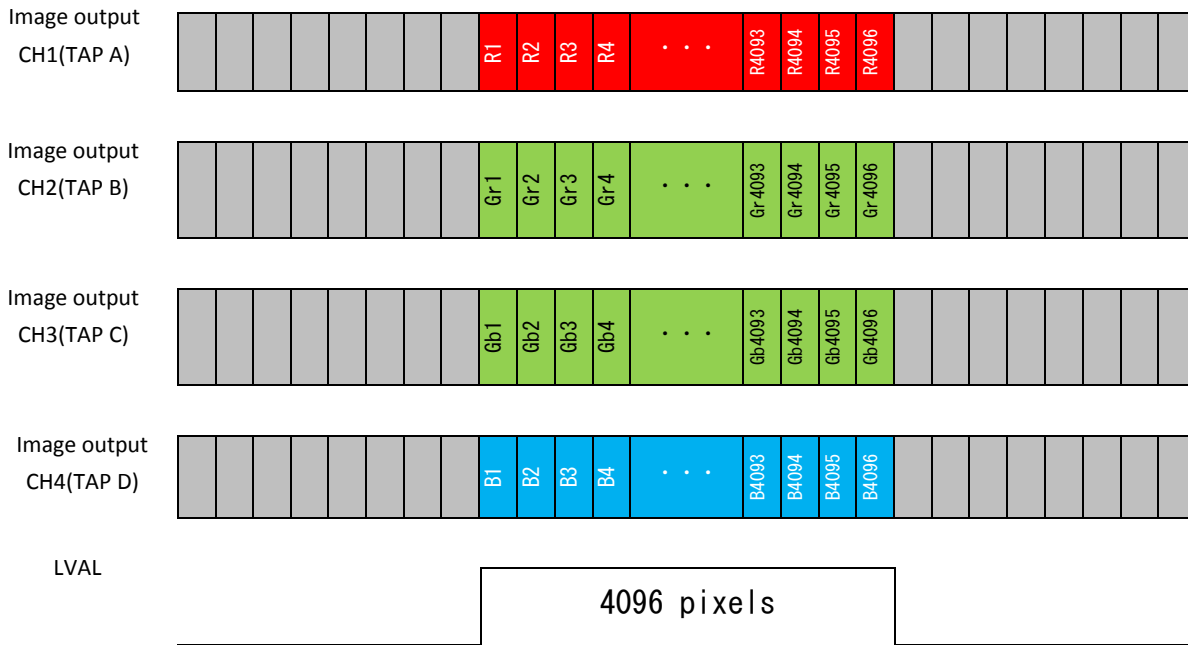 Image output
CH1(TAP A)
R1 R2 R3 R4 ・・・ R4093 R4094 R4095 R4096
Image output
CH2(TAP B)
Gr1 Gr2 Gr3 Gr4 ・・・ Gr4093 Gr4094 Gr4095 Gr4096
Image output
CH3(TAP C)
Gb1 Gb2 Gb3 Gb4 ・・・ Gb4093 Gb4094 Gb4095 Gb4096
Image output
CH4(TAP D)
B1 B2 B3 B4 ・・・ B4093 B4094 B4095 B4096
LVAL
4096 pixels